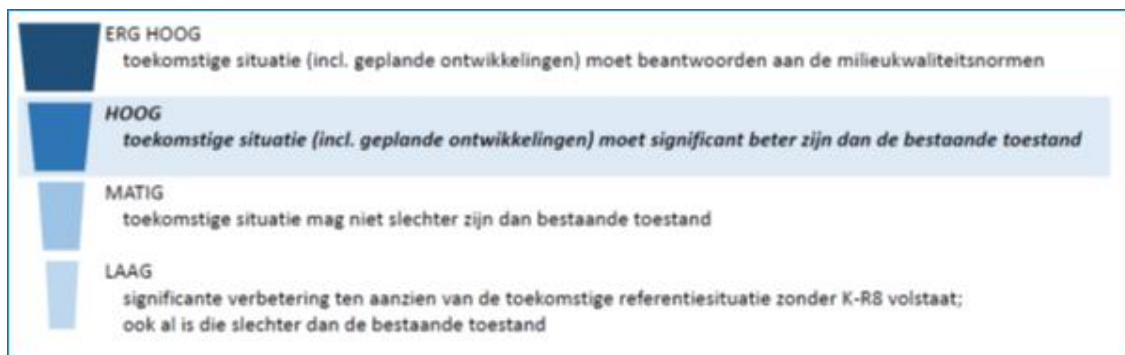 ERG HOOG
toekomstige situatie (incl. geplande ontwikkelingen) moet beantwoorden aan de milieukwaliteitsnormen
HOOG
toekomstige situatie (incl. geplande ontwikkelingen) moet significant beter zijn dan de bestaande toestand
MATIG
toekomstige situatie mag niet slechter zijn dan bestaande toestand
LAAG
significante verbetering ten aanzien van de toekomstige referentiesituatie zonder K-R8 volstaat;
ook al is die slechter dan de bestaande toestand